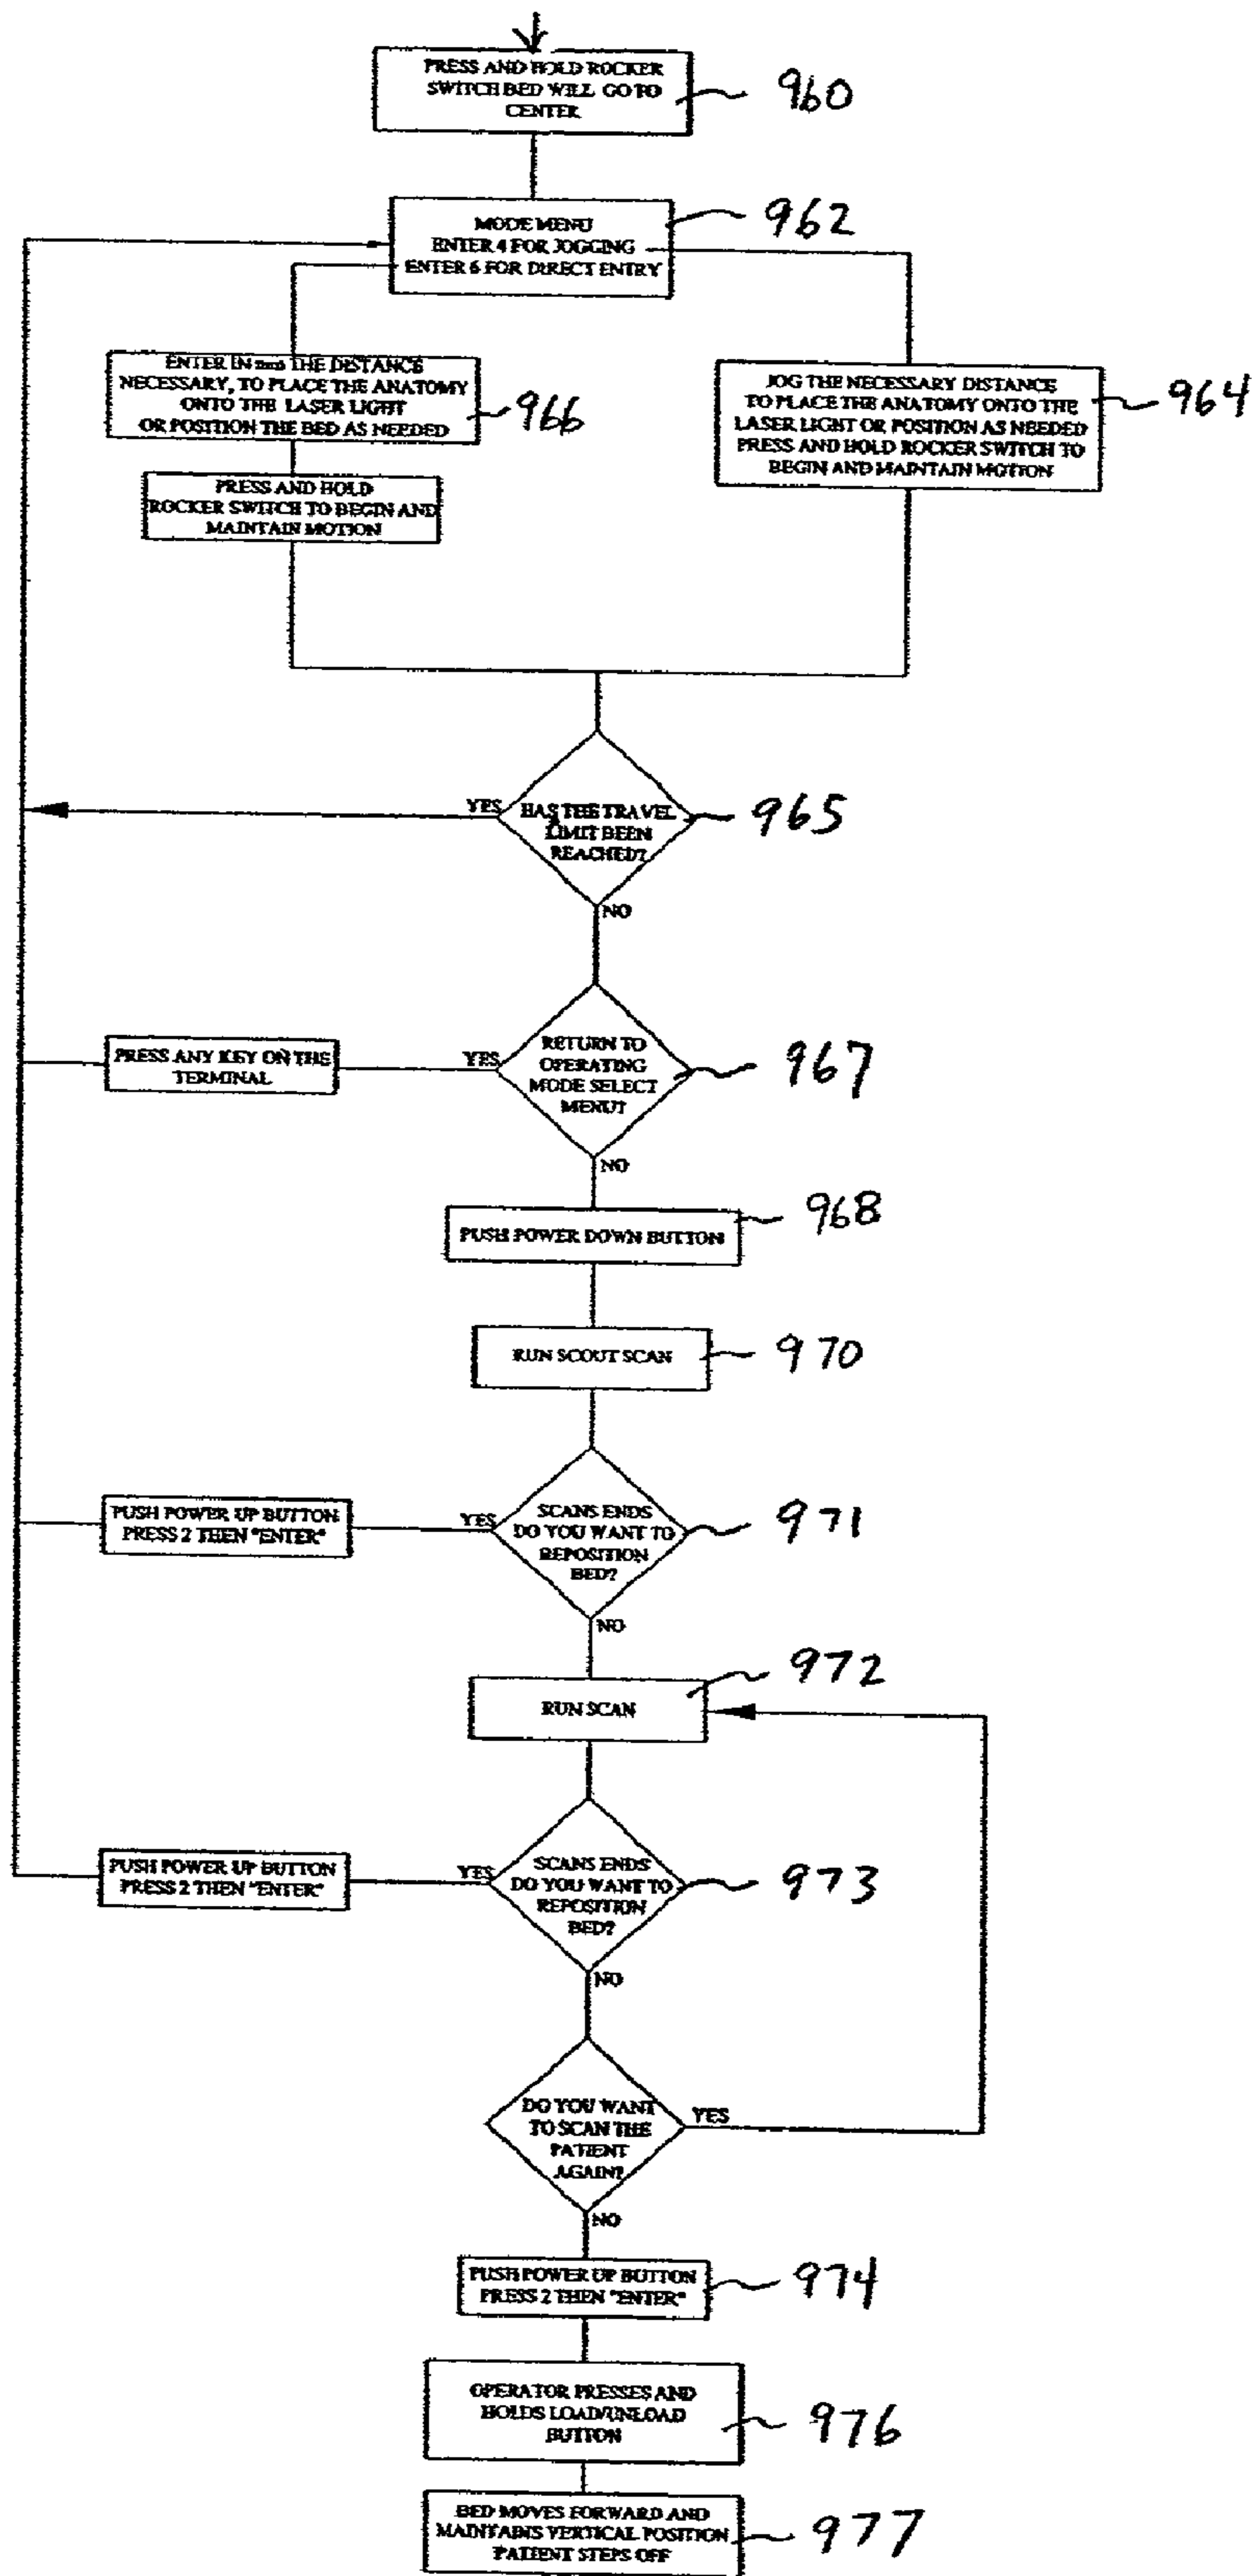 PRESS AND HOLD ROCKER
SWITCH BED WILL GO TO
CENTER
960
MODE MENU
ENTER 4 FOR JOGGING
ENTER 6 FOR DIRECT ENTRY
962
ENTER IN mm THE DISTANCE
NECESSARY, TO PLACE THE ANATOMY
ONTO THE LASER LIGHT
OR POSITION THE BED AS NEEDED
966
JOG THE NECESSARY DISTANCE
TO PLACE THE ANATOMY ONTO THE
LASER LIGHT OR POSITION AS NEEDED
PRESS AND HOLD ROCKER SWITCH TO
BEGIN AND MAINTAIN MOTION
964
PRESS AND HOLD
ROCKER SWITCH TO BEGIN AND
MAINTAIN MOTION
YES
HAS THE TRAVEL
LIMIT BEEN
REACHED?
965
NO
PRESS ANY KEY ON THE
TERMINAL
YES
RETURN TO
OPERATING
MODE SELECT
MENU?
967
NO
PUSH POWER DOWN BUTTON
968
RUN SCOUT SCAN
970
PUSH POWER UP BUTTON
PRESS 2 THEN "ENTER"
YES
SCANS ENDS
DO YOU WANT TO
REPOSITION
BED?
971
NO
RUN SCAN
972
PUSH POWER UP BUTTON
PRESS 2 THEN "ENTER"
YES
SCANS ENDS
DO YOU WANT TO
REPOSITION
BED?
973
NO
DO YOU WANT
TO SCAN THE
PATIENT
AGAIN?
YES
NO
PUSH POWER UP BUTTON
PRESS 2 THEN "ENTER"
974
OPERATOR PRESSES AND
HOLDS LOAD/UNLOAD
BUTTON
976
BED MOVES FORWARD AND
MAINTAINS VERTICAL POSITION
PATIENT STEPS OFF
977